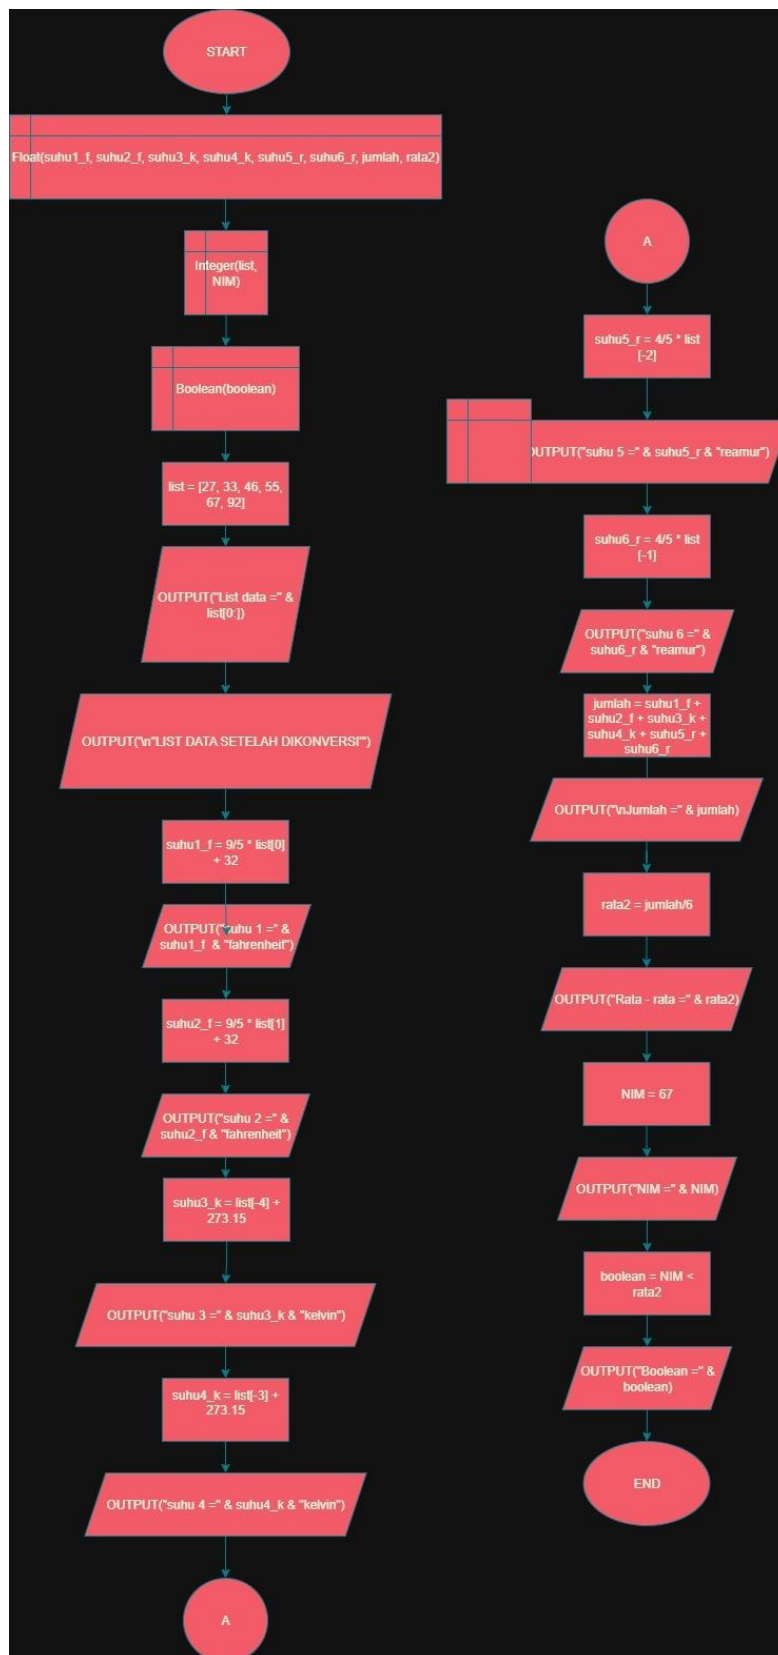 START
Float(suhu1_f, suhu2_f, suhu3_k, suhu4_k, suhu5_r, suhu6_r, jumlah, rata2)
Integer(list,
NIM)
Boolean(boolean)
list = [27, 33, 46, 55,
67, 92]
OUTPUT("List data =" &
list[0:])
OUTPUT("\n"LIST DATA SETELAH DIKONVERSI"")
suhu1_f = 9/5 * list[0]
+ 32
OUTPUT("suhu 1 =" &
suhu1_f & "fahrenheit")
suhu2_f = 9/5 * list[1]
+ 32
OUTPUT("suhu 2 =" &
suhu2_f & "fahrenheit")
suhu3_k = list[-4] +
273.15
OUTPUT("suhu 3 =" & suhu3_k & "kelvin")
suhu4_k = list[-3] +
273.15
OUTPUT("suhu 4 =" & suhu4_k & "kelvin")
A
A
suhu5_r = 4/5 * list
[-2]
OUTPUT("suhu 5 =" & suhu5_r & "reamur")
suhu6_r = 4/5 * list
[-1]
OUTPUT("suhu 6 =" &
suhu6_r & "reamur")
jumlah = suhu1_f +
suhu2_f + suhu3_k +
suhu4_k + suhu5_r +
suhu6_r
OUTPUT("\nJumlah =" & jumlah)
rata2 = jumlah/6
OUTPUT("Rata - rata =" & rata2)
NIM = 67
OUTPUT("NIM =" & NIM)
boolean = NIM <
rata2
OUTPUT("Boolean =" &
boolean)
END